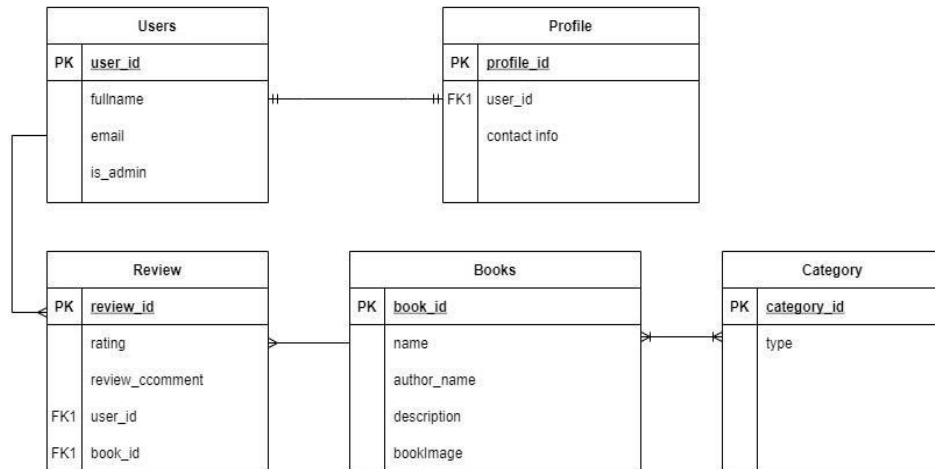 Users
PK user_id
fullname
email
is_admin
Profile
PK profile_id
FK1 user_id
contact info
Review
PK review_id
rating
review_ccomment
FK1 user_id
FK1 book_id
Books
PK book_id
name
author_name
description
bookImage
Category
PK category_id
type